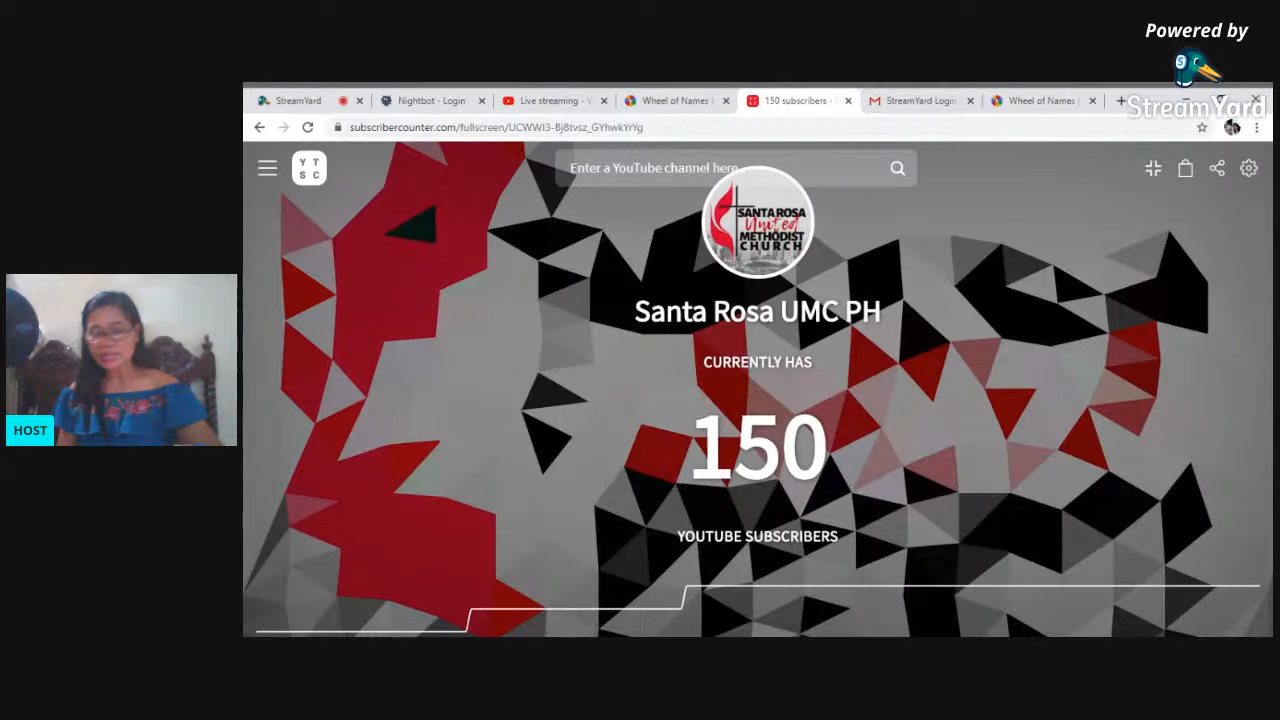 Powered by
StreamYard
StreamYard
Nightbot - Login
Live streaming - Y
Wheel of Names |
150 subscribers -
StreamYard Login
Wheel of Names |
subscribercounter.com/fullscreen/UCWWI3-Bj8tvsz_GYhwkYrYg
Y T
S C
Enter a YouTube channel here
SANTA ROSA
United
METHODIST
CHURCH
Santa Rosa UMC PH
CURRENTLY HAS
150
YOUTUBE SUBSCRIBERS
HOST